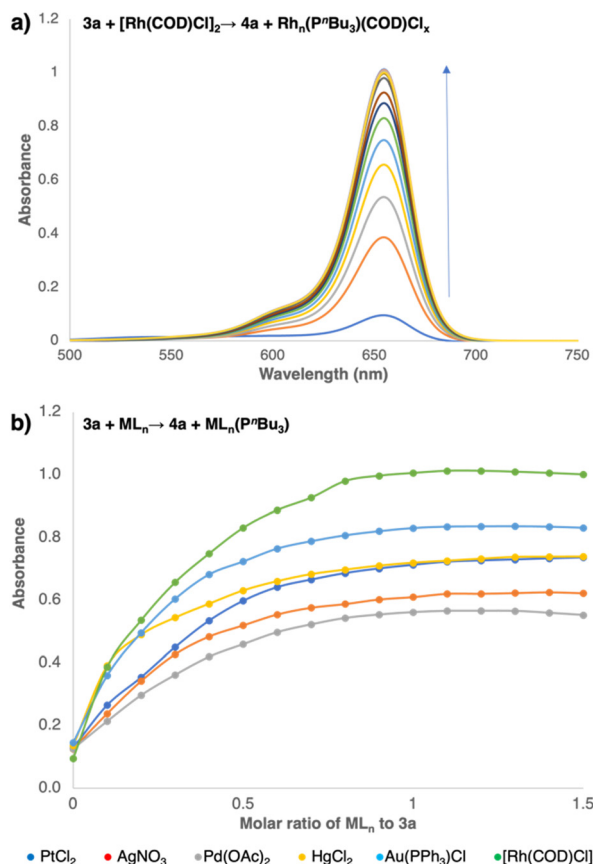 a)
3a + [Rh(COD)Cl]₂→ 4a + Rhₙ(PⁿBu₃)(COD)Clₓ
1.2
1
0.8
0.6
0.4
0.2
0
Absorbance
500 550 600 650 700 750
Wavelength (nm)
b)
3a + MLₙ→ 4a + MLₙ(PⁿBu₃)
1.2
1.0
0.8
0.6
0.4
0.2
0.0
Absorbance
0 0.5 1 1.5
Molar ratio of MLₙ to 3a
PtCl₂ AgNO₃ Pd(OAc)₂ HgCl₂ Au(PPh₃)Cl [Rh(COD)Cl]